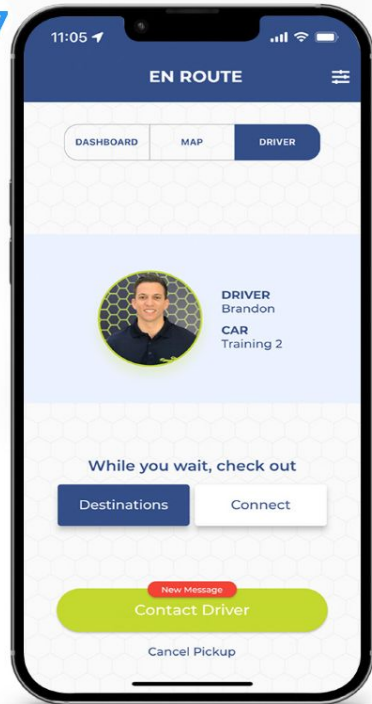 11:05
EN ROUTE
DASHBOARD MAP DRIVER
DRIVER
Brandon
CAR
Training 2
While you wait, check out
Destinations Connect
New Message
Contact Driver
Cancel Pickup